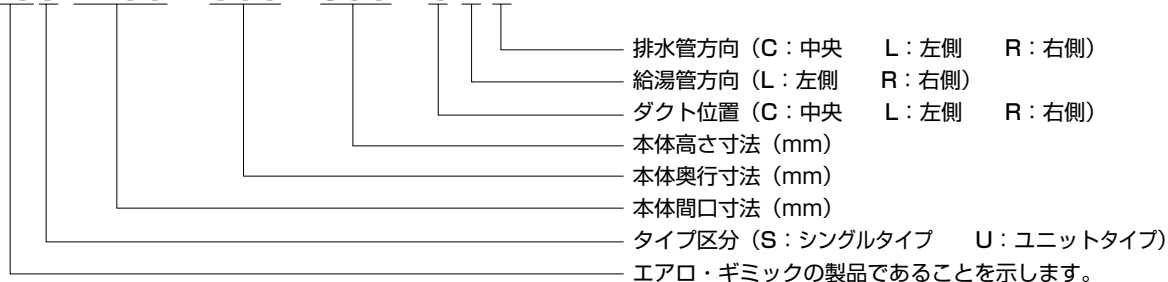 排水管方向（C：中央　L：左側　R：右側）
給湯管方向（L：左側　R：右側）
ダクト位置（C：中央　L：左側　R：右側）
本体高さ寸法（mm）
本体奥行寸法（mm）
本体間口寸法（mm）
タイプ区分（S：シングルタイプ　U：ユニットタイプ）
エアロ・ギミックの製品であることを示します。